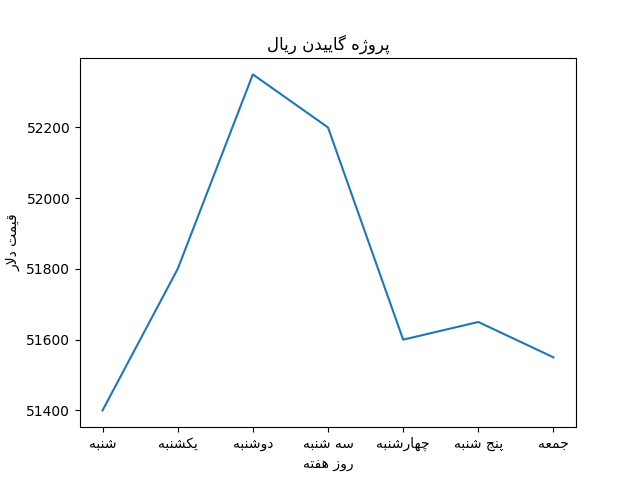 پروژه گاییدن ریال
قیمت دلار
52200
52000
51800
51600
51400
شنبه یکشنبه دوشنبه سه شنبه چهارشنبه پنج شنبه جمعه
روز هفته